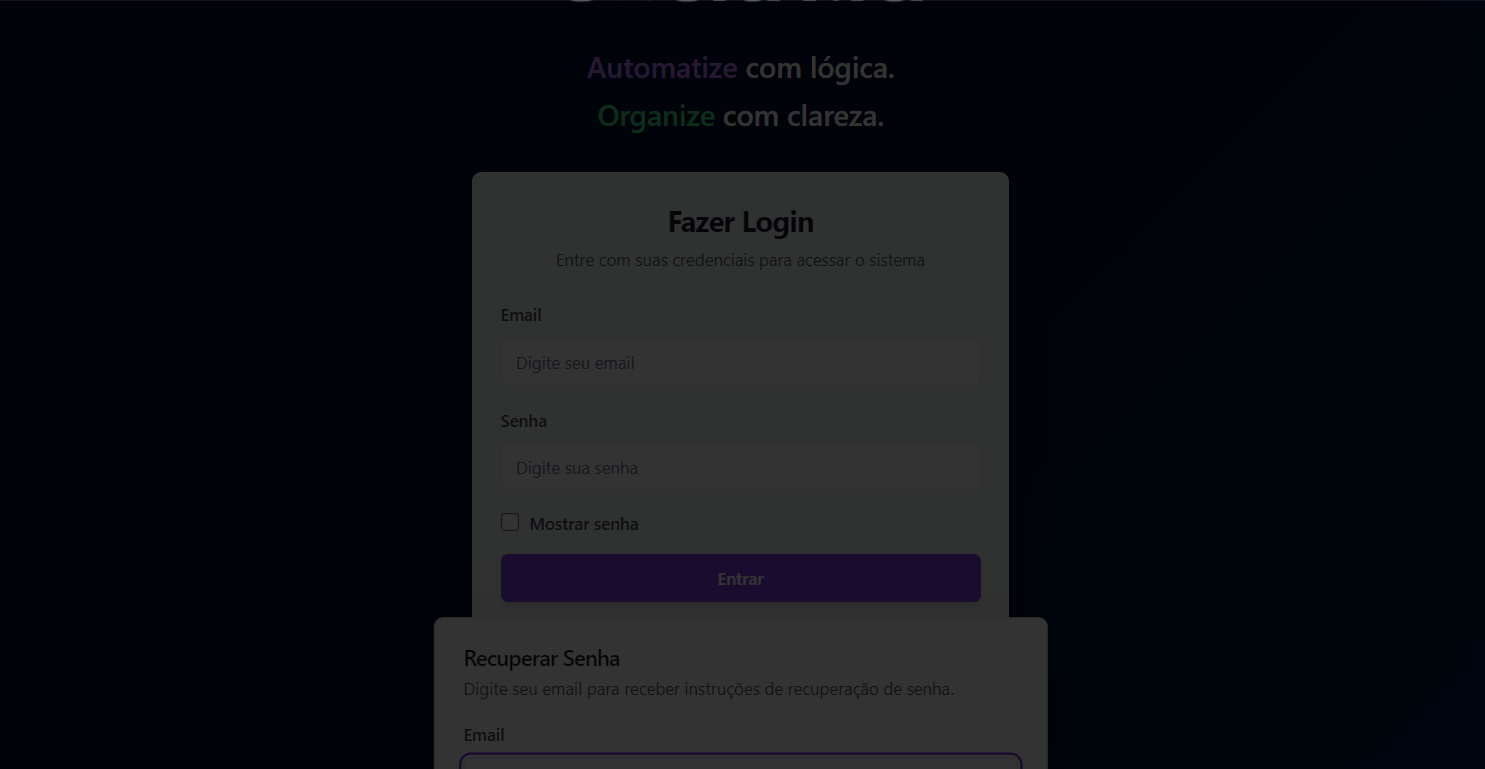 Automatize com lógica.
Organize com clareza.
Fazer Login
Entre com suas credenciais para acessar o sistema
Email
Digite seu email
Senha
Digite sua senha
Mostrar senha
Entrar
Recuperar Senha
Digite seu email para receber instruções de recuperação de senha.
Email